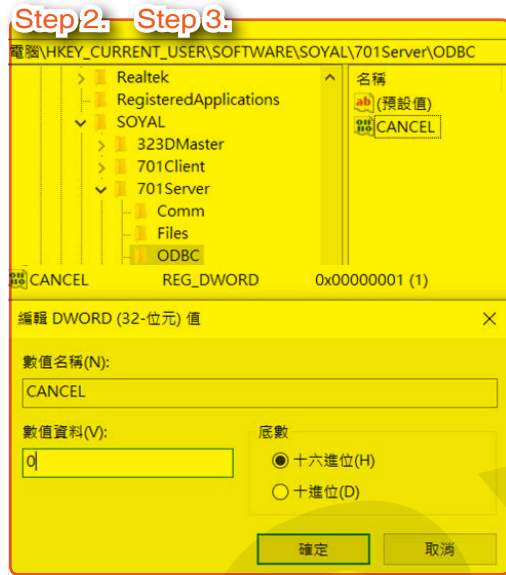 Step 2. Step 3.
電腦\HKEY_CURRENT_USER\SOFTWARE\SOYAL\701Server\ODBC
Realtek
RegisteredApplications
SOYAL
323DMaster
701Client
701Server
Comm
Files
ODBC
名稱
(預設值)
CANCEL
CANCEL REG_DWORD 0x00000001 (1)
編輯 DWORD (32-位元) 值
數值名稱(N):
CANCEL
數值資料(V):
0
底數
十六進位(H)
十進位(D)
確定 取消